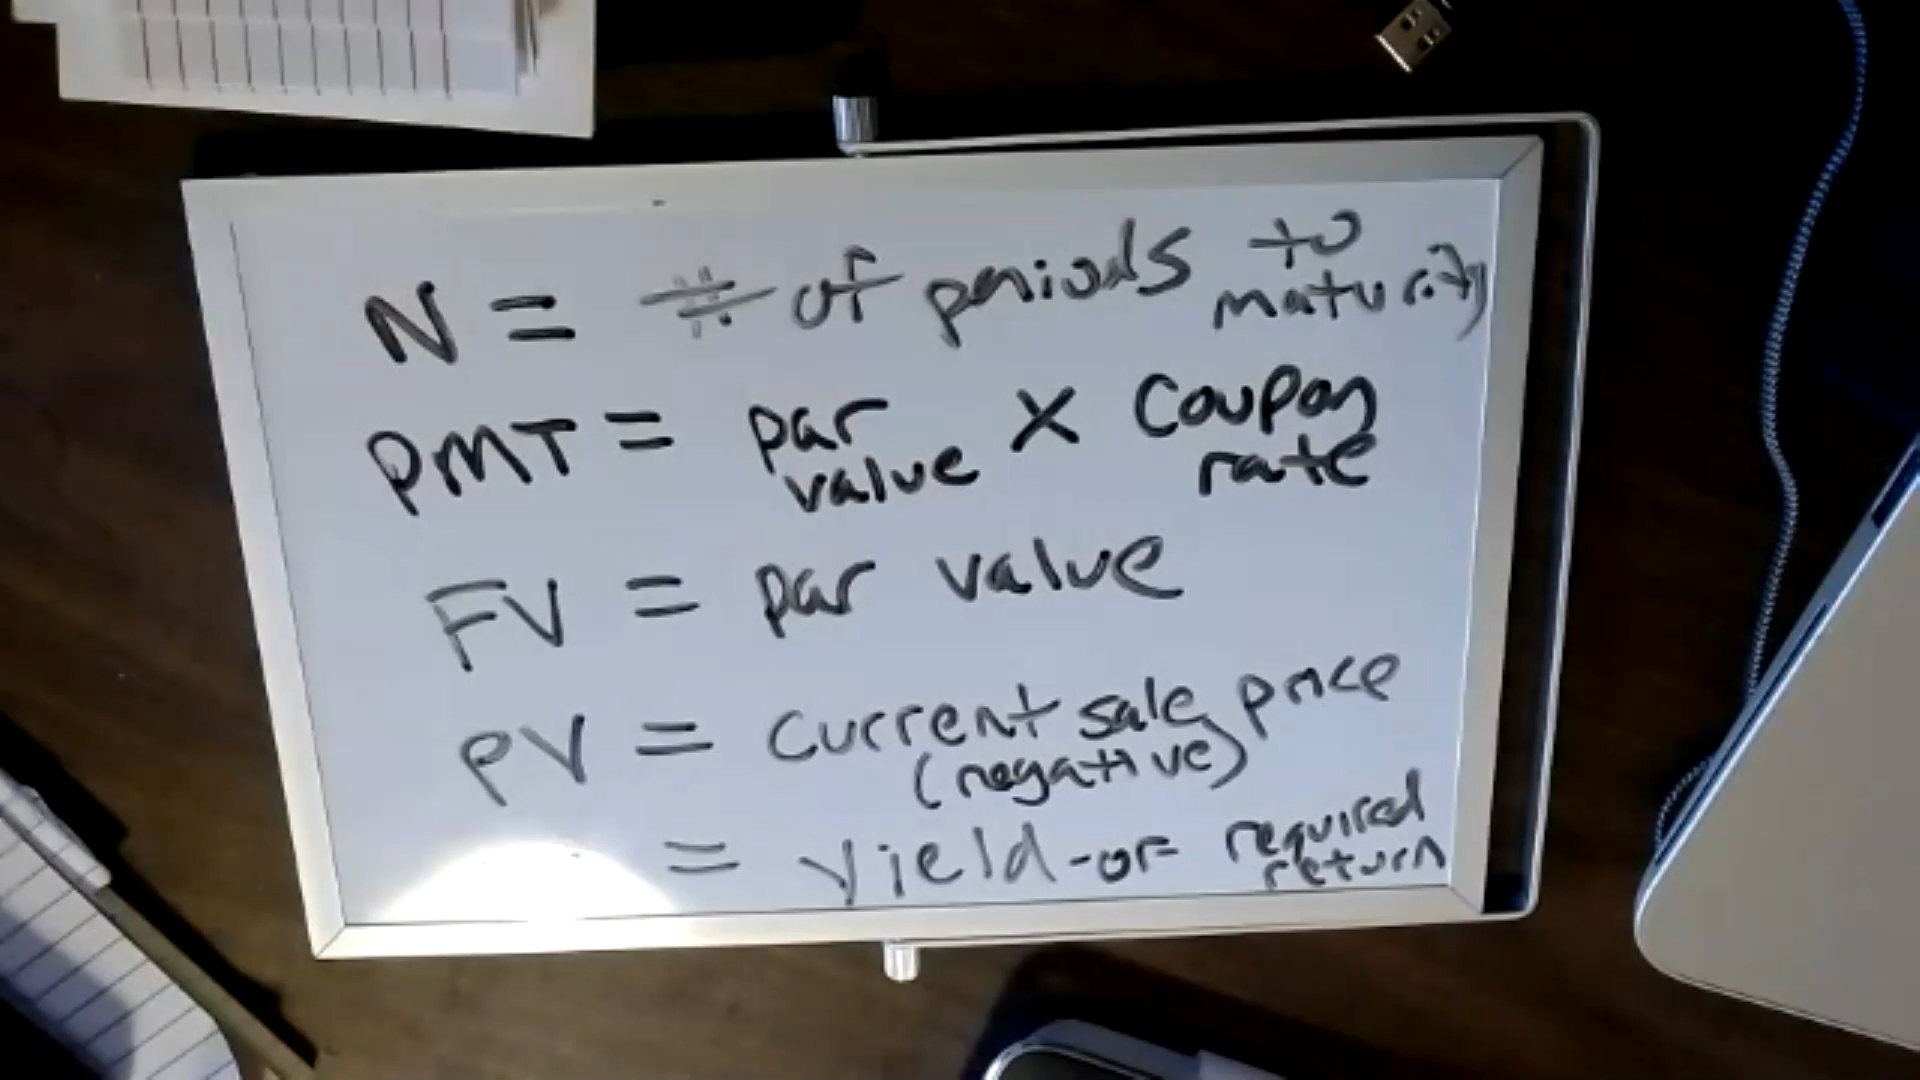 N = # of periods to maturity
PMT = par value X coupon rate
FV = par value
PV = current sale price (negative)
= yield -or- required return